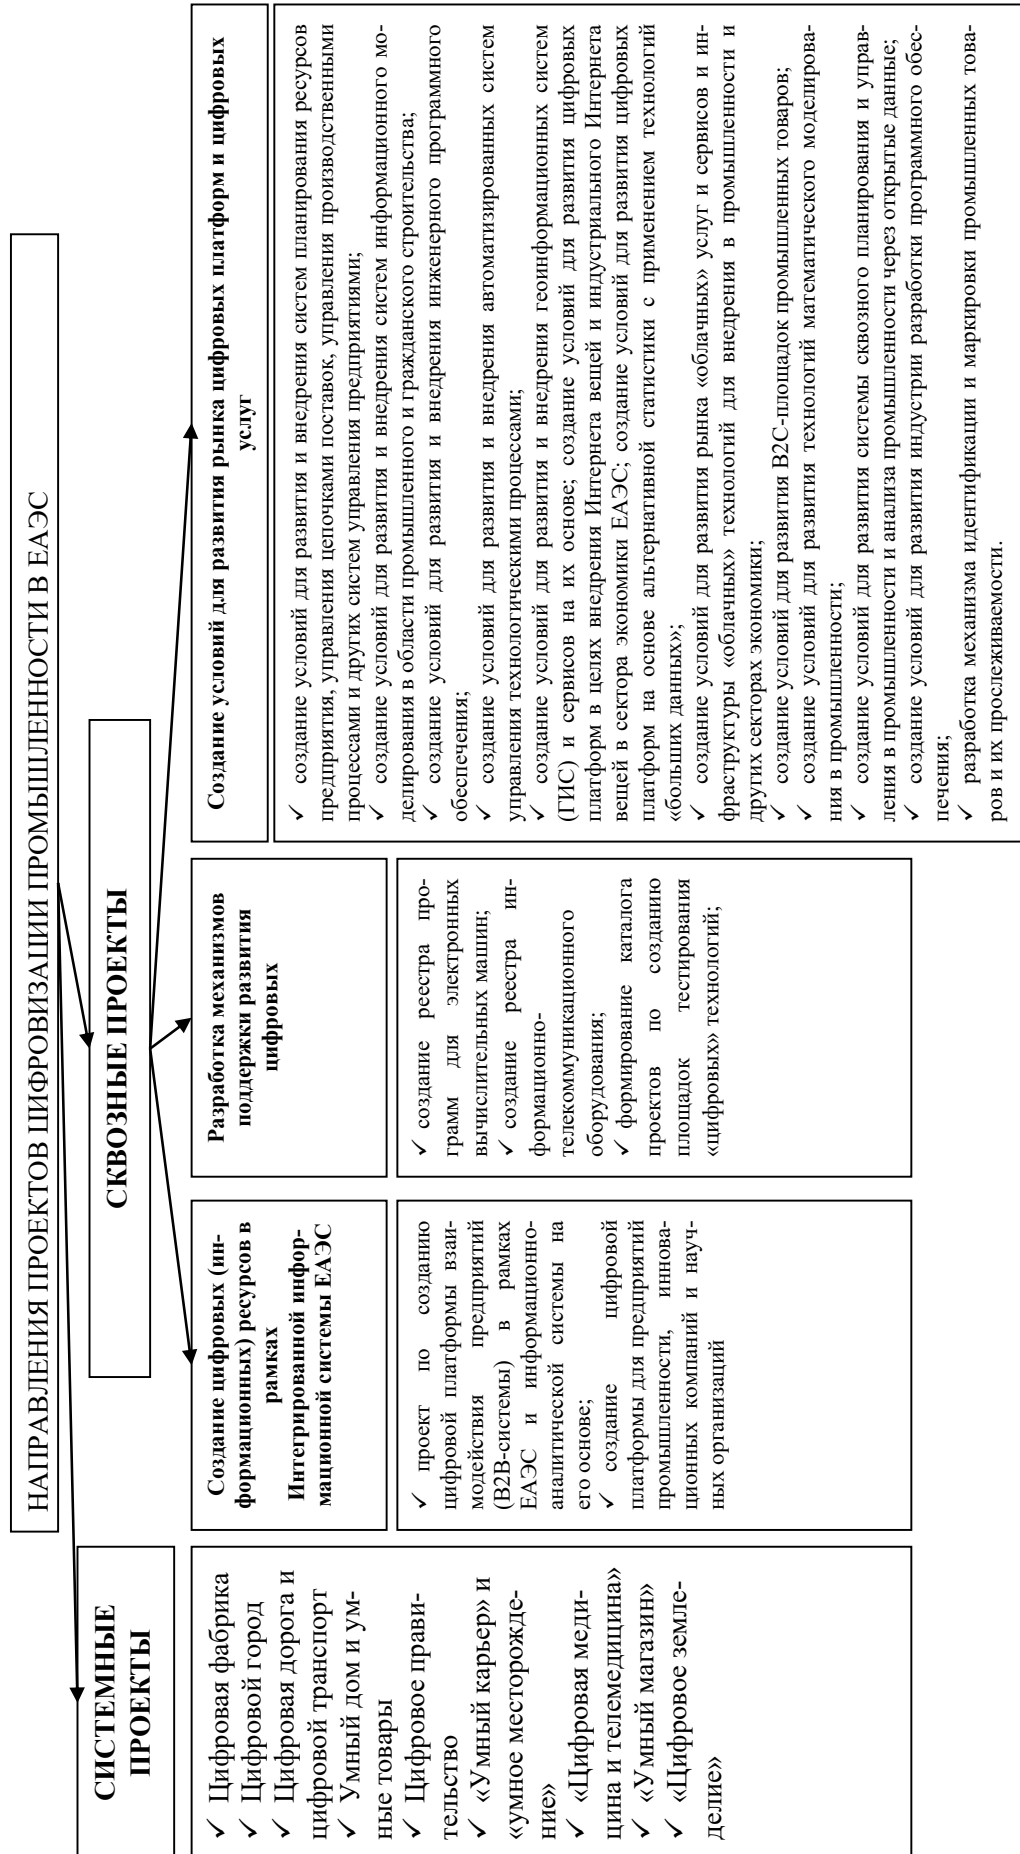 НАПРАВЛЕНИЯ ПРОЕКТОВ ЦИФРОВИЗАЦИИ ПРОМЫШЛЕННОСТИ В ЕАЭС
СИСТЕМНЫЕ
ПРОЕКТЫ
✓ Цифровая фабрика
✓ Цифровой город
✓ Цифровая дорога и
цифровой транспорт
✓ Умный дом и ум-
ные товары
✓ Цифровое прави-
тельство
✓ «Умный карьер» и
«умное месторожде-
ние»
✓ «Цифровая меди-
цина и телемедицина»
✓ «Умный магазин»
✓ «Цифровое земле-
делие»
СКВОЗНЫЕ ПРОЕКТЫ
Создание цифровых (ин-
формационных) ресурсов в
рамках
Интегрированной инфор-
мационной системы ЕАЭС
✓ проект по созданию
цифровой платформы взаи-
модействия предприятий
(B2B-системы) в рамках
ЕАЭС и информационно-
аналитической системы на
его основе;
✓ создание цифровой
платформы для предприятий
промышленности, иннова-
ционных компаний и науч-
ных организаций
Разработка механизмов
поддержки развития
цифровых
✓ создание реестра про-
грамм для электронных
вычислительных машин;
✓ создание реестра ин-
формационно-
телекоммуникационного
оборудования;
✓ формирование каталога
проектов по созданию
площадок тестирования
«цифровых» технологий;
Создание условий для развития рынка цифровых платформ и цифровых
услуг
✓ создание условий для развития и внедрения систем планирования ресурсов
предприятия, управления цепочками поставок, управления производственными
процессами и других систем управления предприятиями;
✓ создание условий для развития и внедрения систем информационного мо-
делирования в области промышленного и гражданского строительства;
✓ создание условий для развития и внедрения инженерного программного
обеспечения;
✓ создание условий для развития и внедрения автоматизированных систем
управления технологическими процессами;
✓ создание условий для развития и внедрения геоинформационных систем
(ГИС) и сервисов на их основе; создание условий для развития цифровых
платформ в целях внедрения Интернета вещей и индустриального Интернета
вещей в сектора экономики ЕАЭС; создание условий для развития цифровых
платформ на основе альтернативной статистики с применением технологий
«больших данных»;
✓ создание условий для развития рынка «облачных» услуг и сервисов и ин-
фраструктуры «облачных» технологий для внедрения в промышленности и
других секторах экономики;
✓ создание условий для развития B2C-площадок промышленных товаров;
✓ создание условий для развития технологий математического моделирова-
ния в промышленности;
✓ создание условий для развития системы сквозного планирования и управ-
ления в промышленности и анализа промышленности через открытые данные;
✓ создание условий для развития индустрии разработки программного обес-
печения;
✓ разработка механизма идентификации и маркировки промышленных това-
ров и их прослеживаемости.